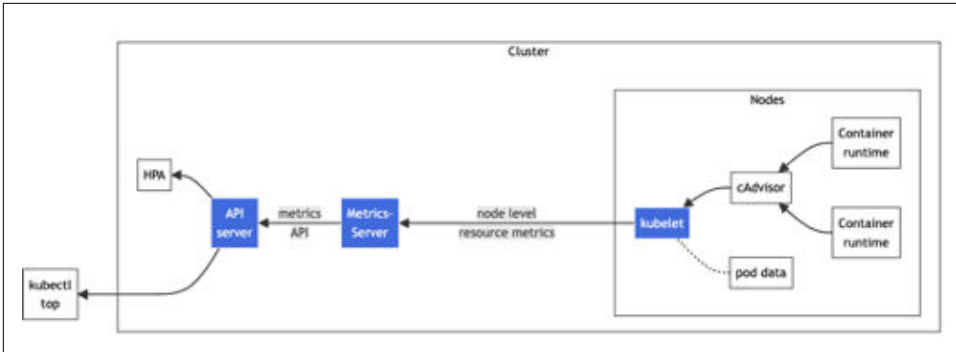 Cluster
Nodes
Container
runtime
HPA
cAdvisor
API
server
metrics
API
Metrics-
Server
node level
resource metrics
kubelet
Container
runtime
kubectl
top
pod data